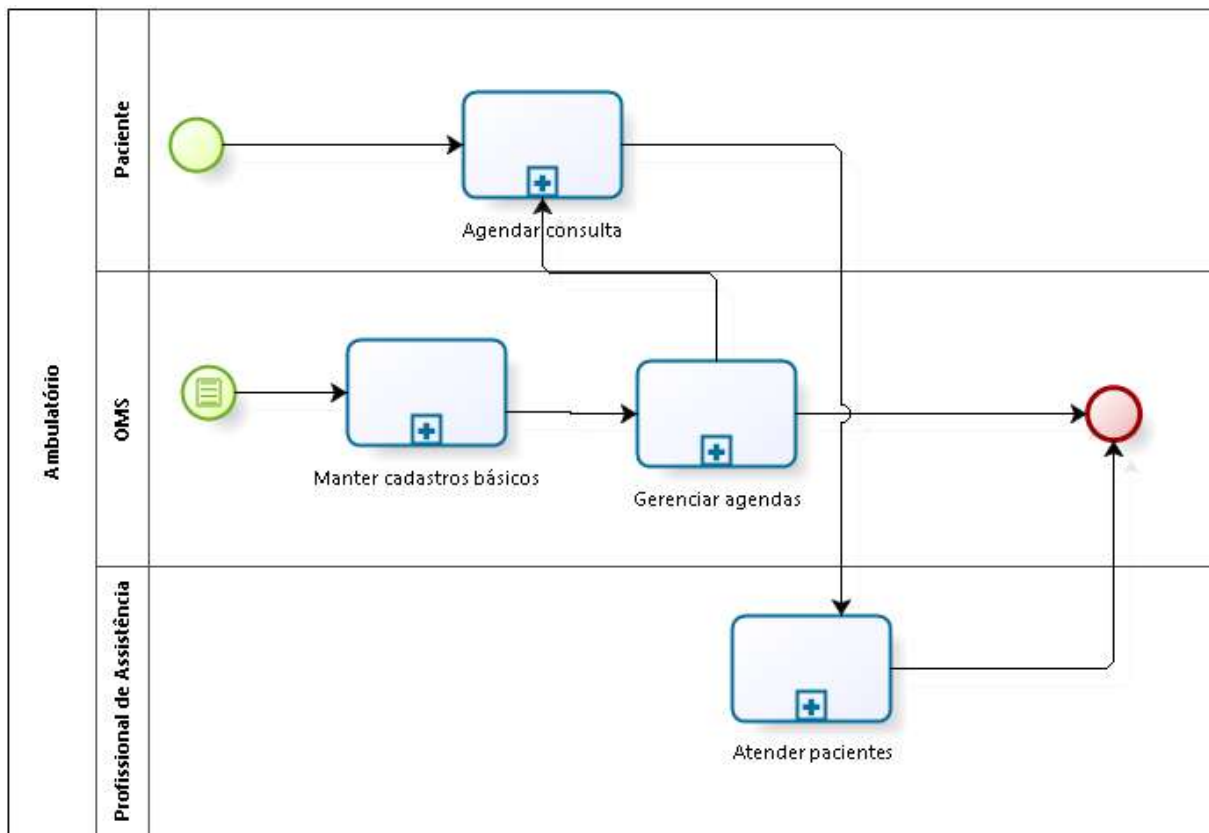 Ambulatório
Paciente
Agendar consulta
OMS
Manter cadastros básicos
Gerenciar agendas
Profissional de Assistência
Atender pacientes